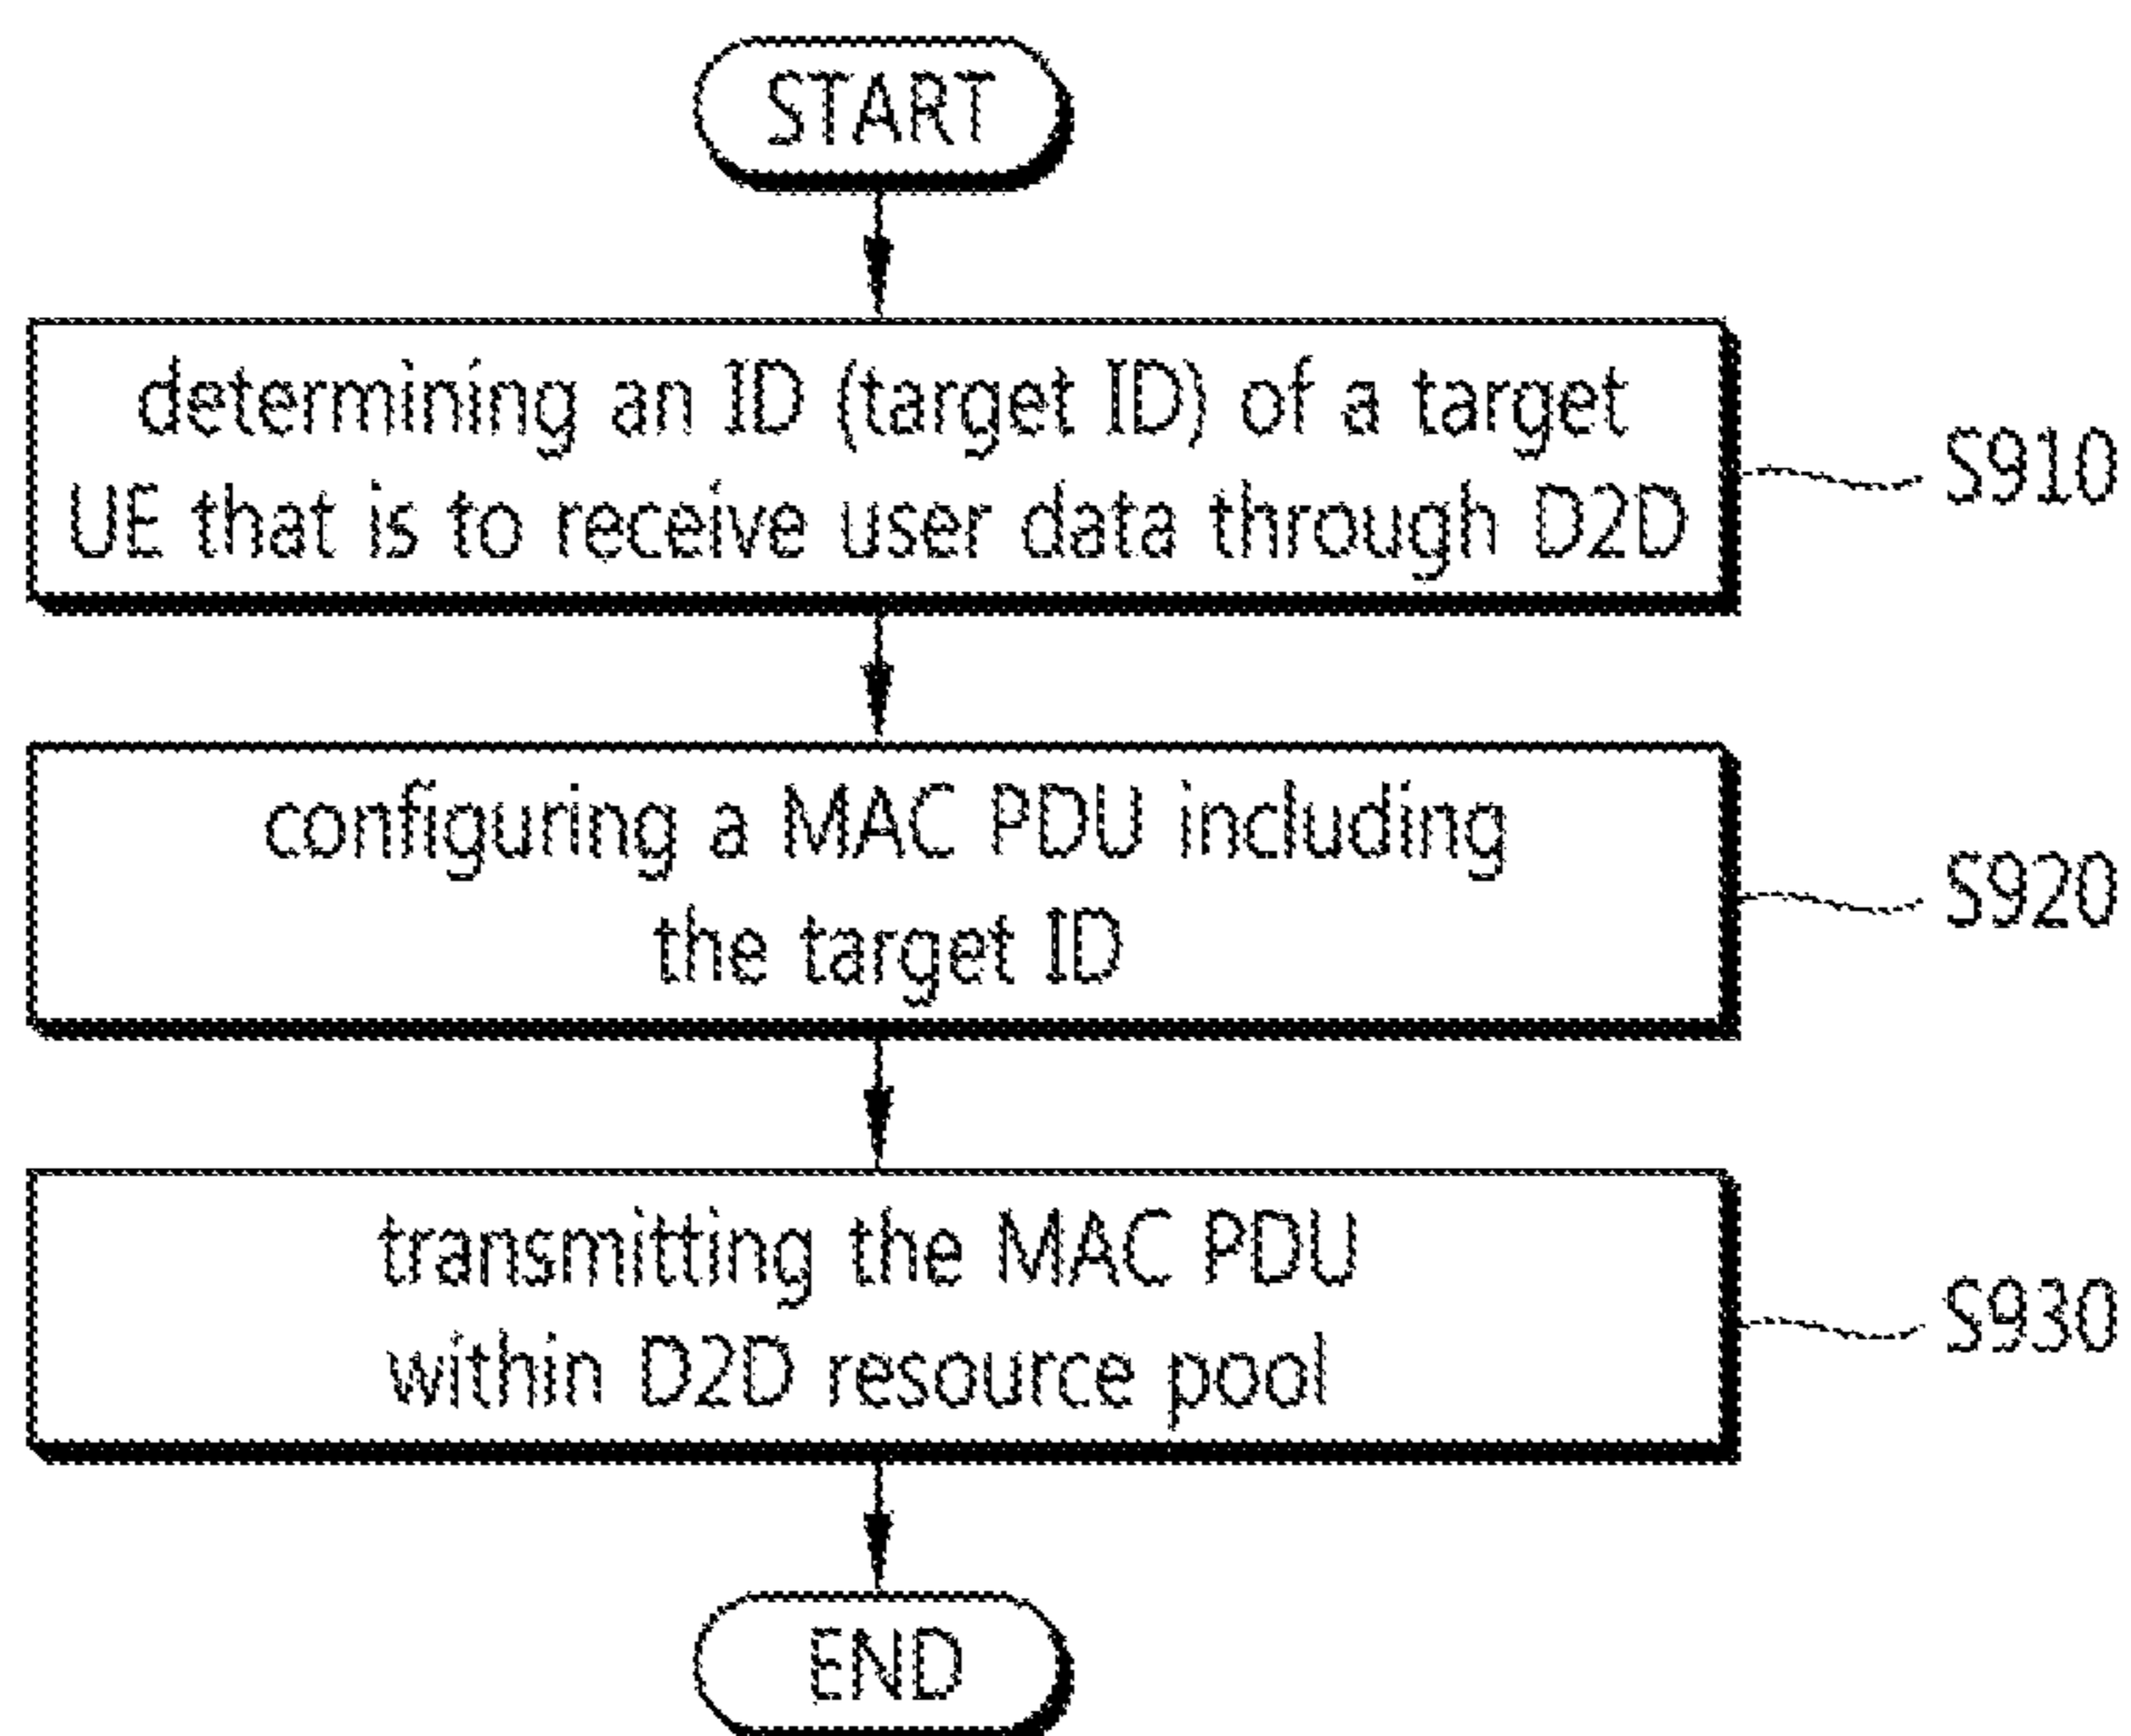 START
determining an ID (target ID) of a target
UE that is to receive user data through D2D
S910
configuring a MAC PDU including
the target ID
S920
transmitting the MAC PDU
within D2D resource pool
S930
END